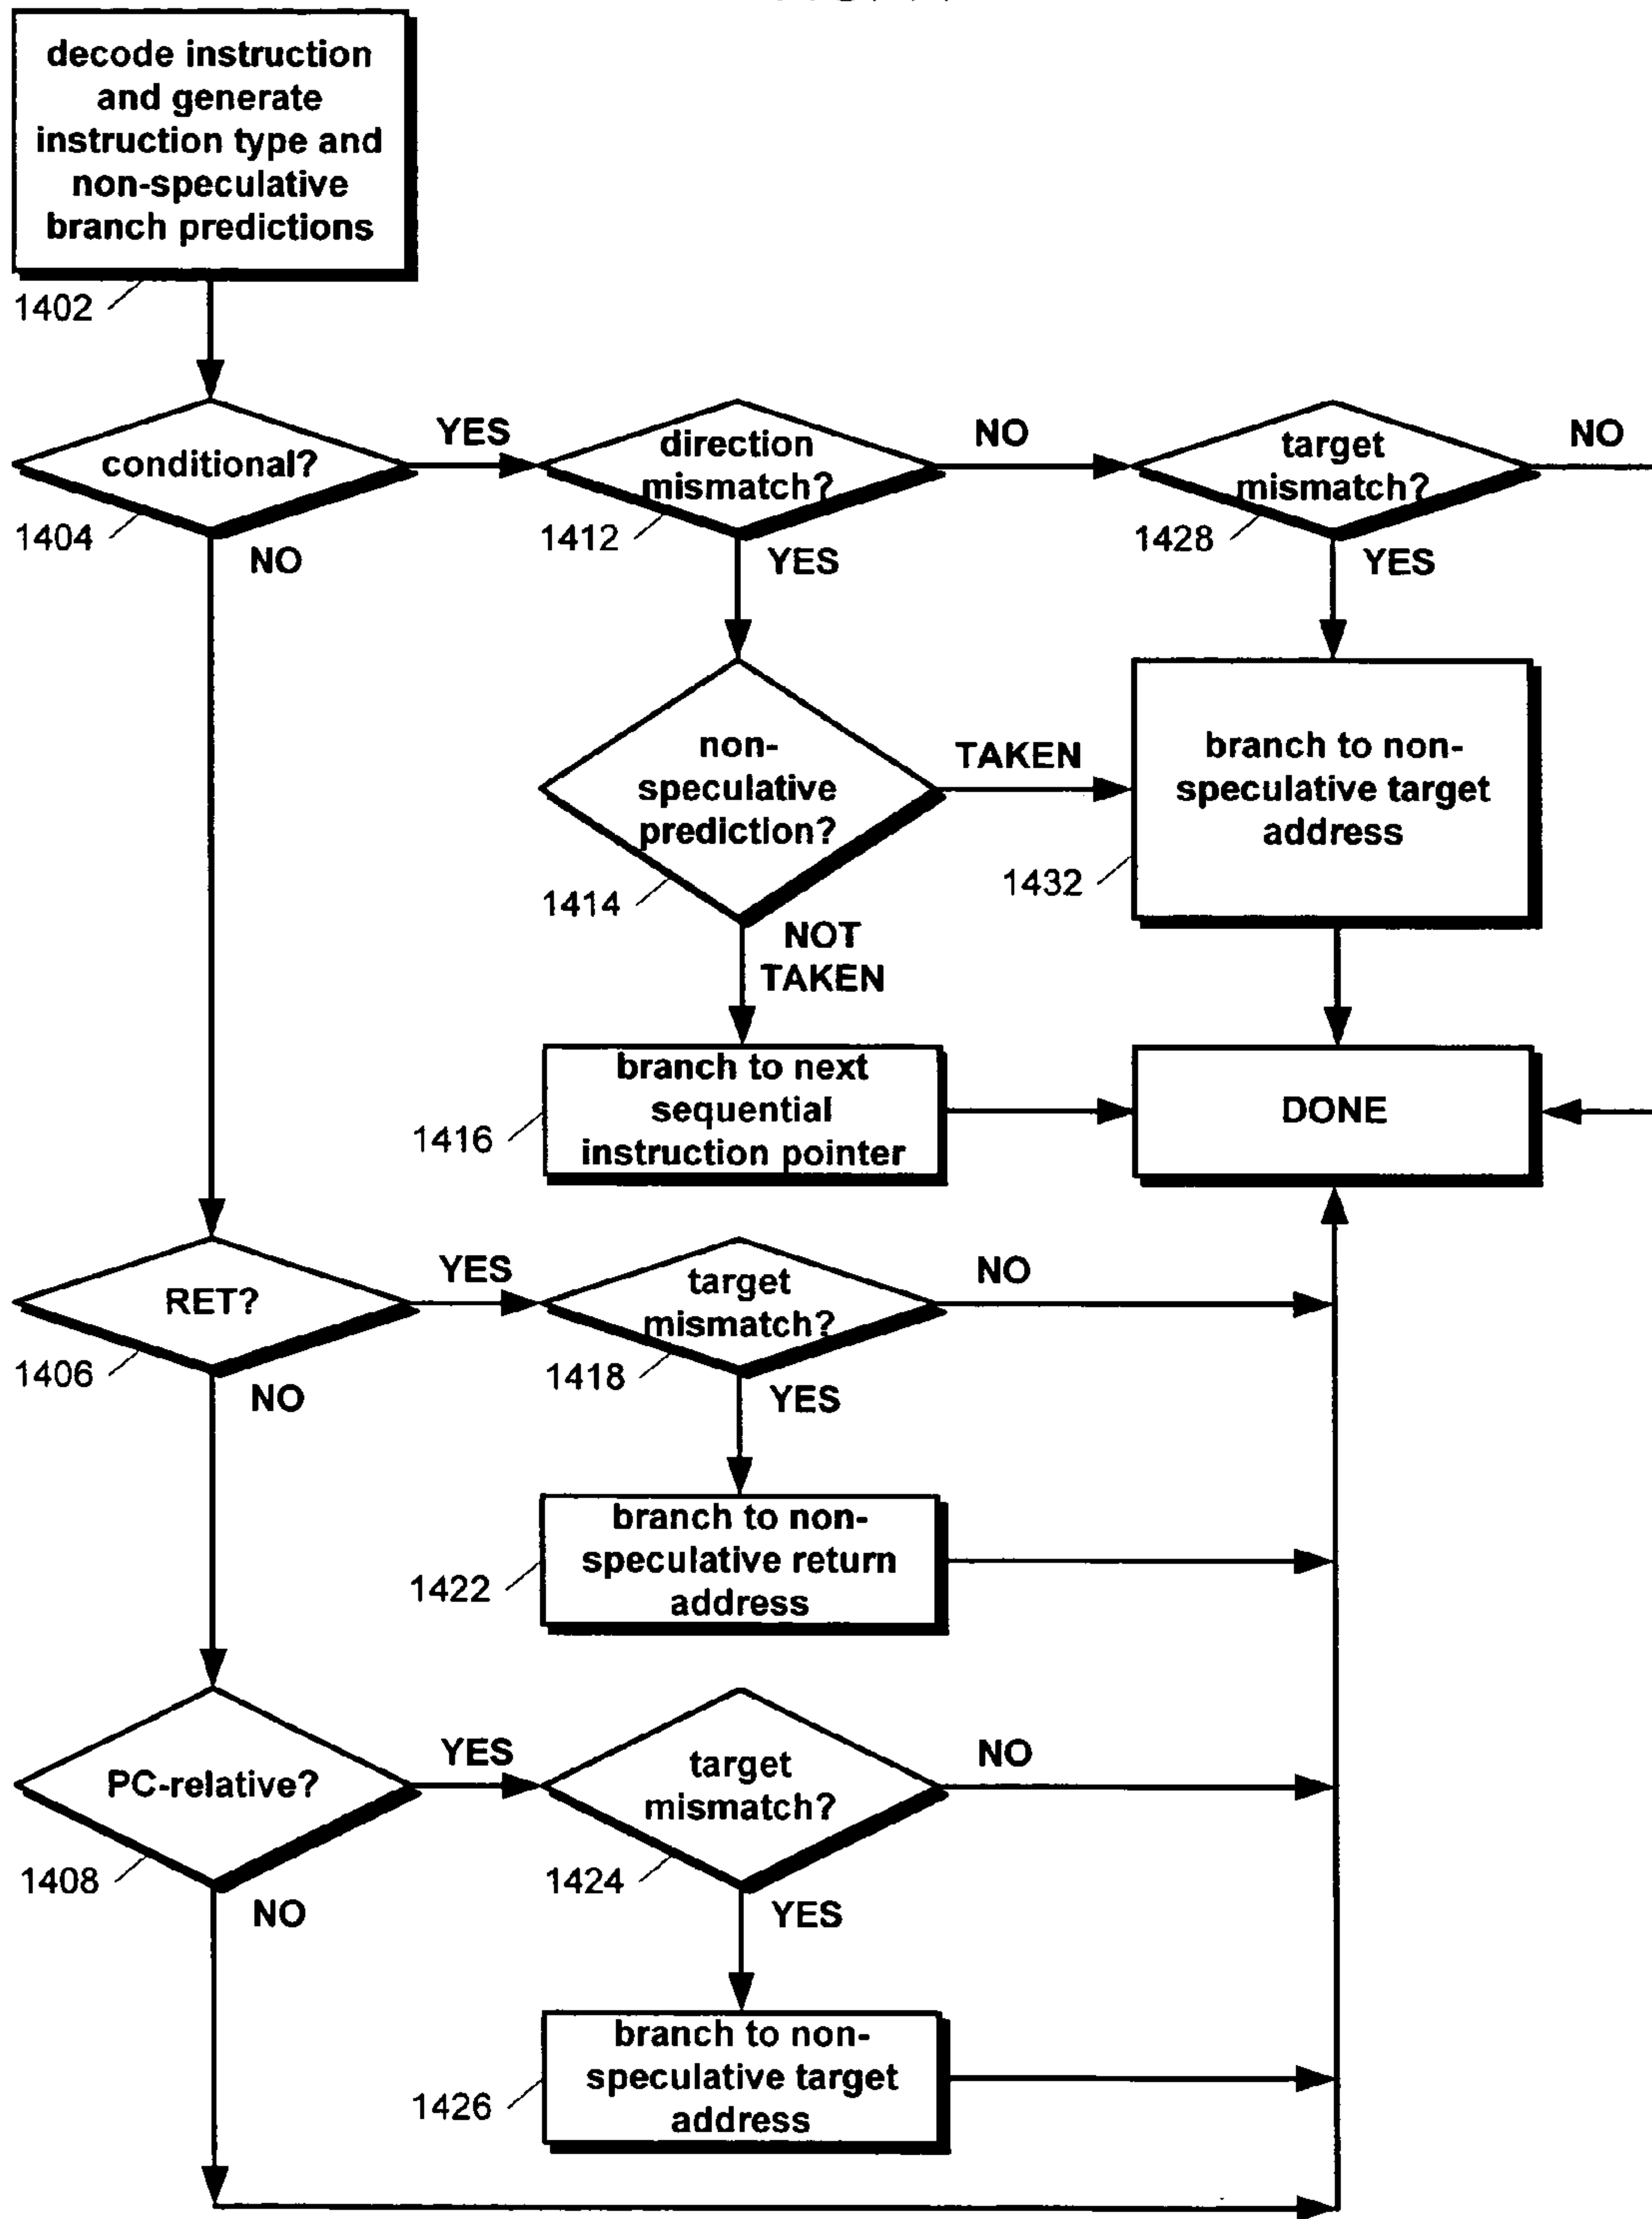 decode instruction
and generate
instruction type and
non-speculative
branch predictions
1402
conditional?
1404
YES
NO
direction
mismatch?
1412
NO
YES
target
mismatch?
1428
NO
YES
non-
speculative
prediction?
1414
TAKEN
NOT
TAKEN
branch to non-
speculative target
address
1432
branch to next
sequential
instruction pointer
1416
DONE
RET?
1406
YES
NO
target
mismatch?
1418
NO
YES
branch to non-
speculative return
address
1422
PC-relative?
1408
YES
NO
target
mismatch?
1424
NO
YES
branch to non-
speculative target
address
1426